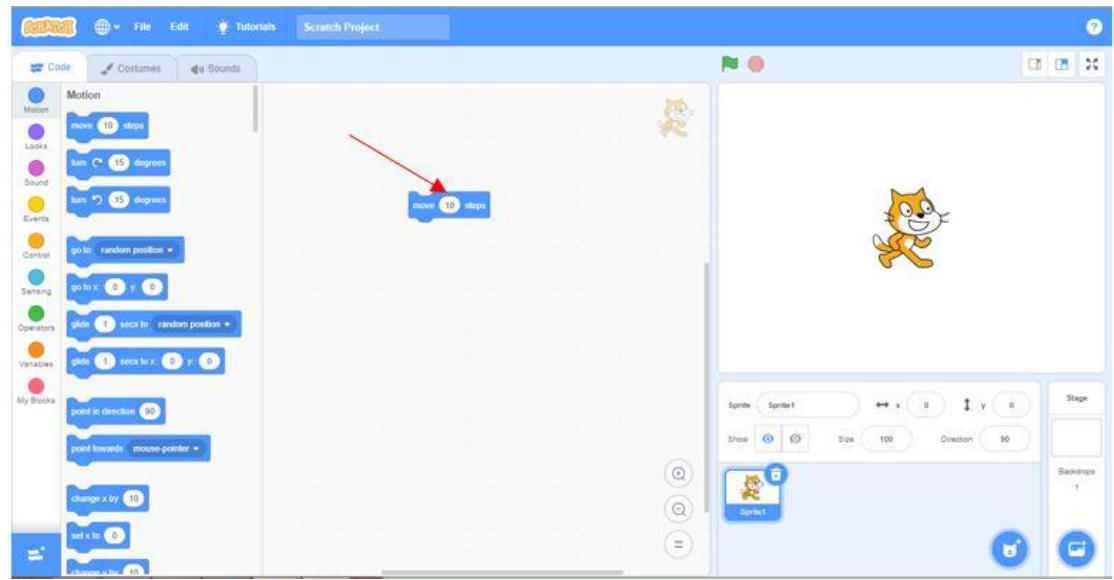 SCRATCH File Edit Tutorials Scratch Project ?
Code Costumes Sounds
Motion
Looks
Sound
Events
Control
Sensing
Operators
Variables
My Blocks
Motion
move 10 steps
turn 15 degrees
turn 15 degrees
go to random position
go to x: 0 y: 0
glide 1 secs to random position
glide 1 secs to x: 0 y: 0
point in direction 90
point towards mouse-pointer
change x by 10
set x to 0
change y by 10
move 10 steps
Sprite Sprite1 x 0 y 0
Show Size 100 Direction 90
Sprite1
Stage
Backdrops
1